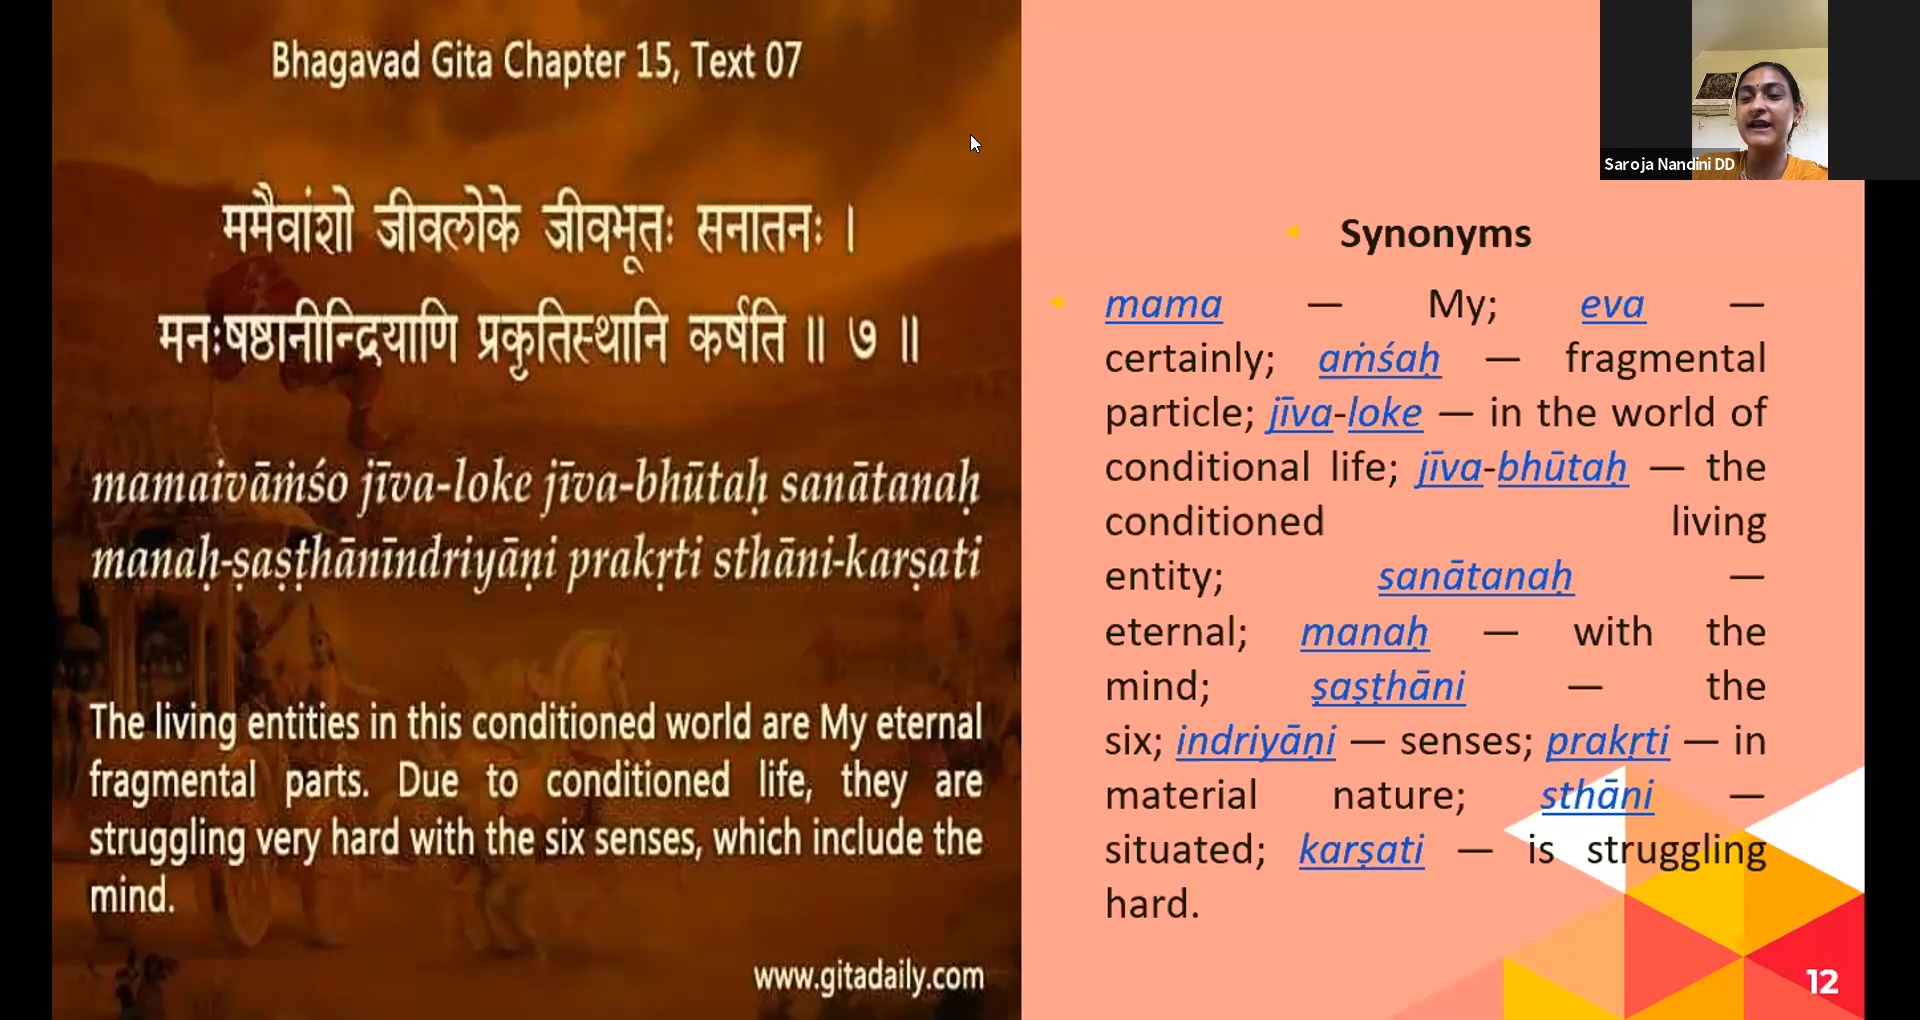 Bhagavad Gita Chapter 15, Text 07
ममैवांशो जीवलोके जीवभूतः सनातनः ।
मनःषष्ठानीन्द्रियाणि प्रकृतिस्थानि कर्षति ॥ ७ ॥
mamaivāṁśo jīva-loke jīva-bhūtaḥ sanātanaḥ
manaḥ-ṣaṣṭhānīndriyāṇi prakṛti sthāni-karṣati
The living entities in this conditioned world are My eternal
fragmental parts. Due to conditioned life, they are
struggling very hard with the six senses, which include the
mind.
www.gitadaily.com
Saroja Nandini DD
Synonyms
mama — My; eva —
certainly; aṁśaḥ — fragmental
particle; jīva-loke — in the world of
conditional life; jīva-bhūtaḥ — the
conditioned living
entity; sanātanaḥ —
eternal; manaḥ — with the
mind; ṣaṣṭhāni — the
six; indriyāṇi — senses; prakṛti — in
material nature; sthāni —
situated; karṣati — is struggling
hard.
12